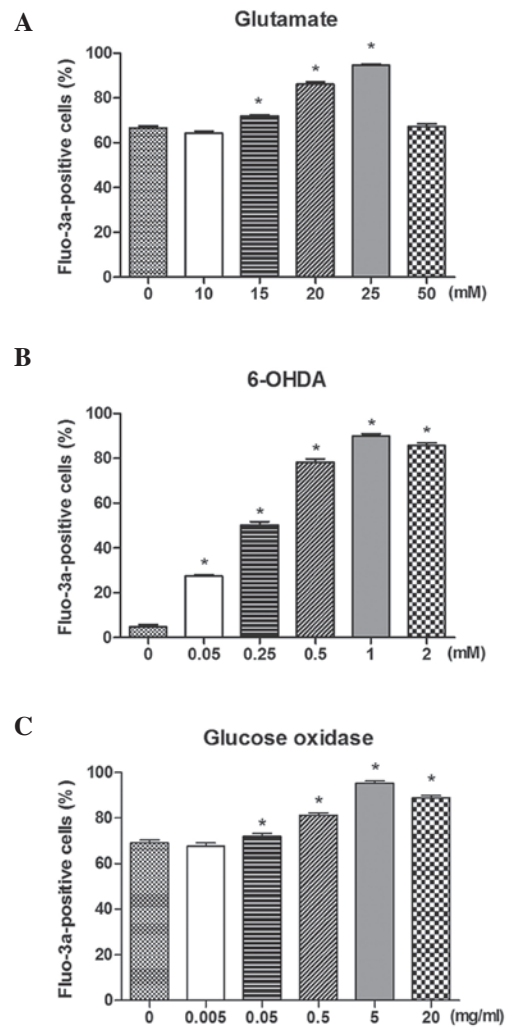 A
Glutamate
Fluo-3a-positive cells (%)
100
80
60
40
20
0
*
*
*
0 10 15 20 25 50 (mM)
B
6-OHDA
Fluo-3a-positive cells (%)
100
80
60
40
20
0
*
*
*
*
*
0 0.05 0.25 0.5 1 2 (mM)
C
Glucose oxidase
Fluo-3a-positive cells (%)
100
80
60
40
20
0
*
*
*
*
0 0.005 0.05 0.5 5 20 (mg/ml)